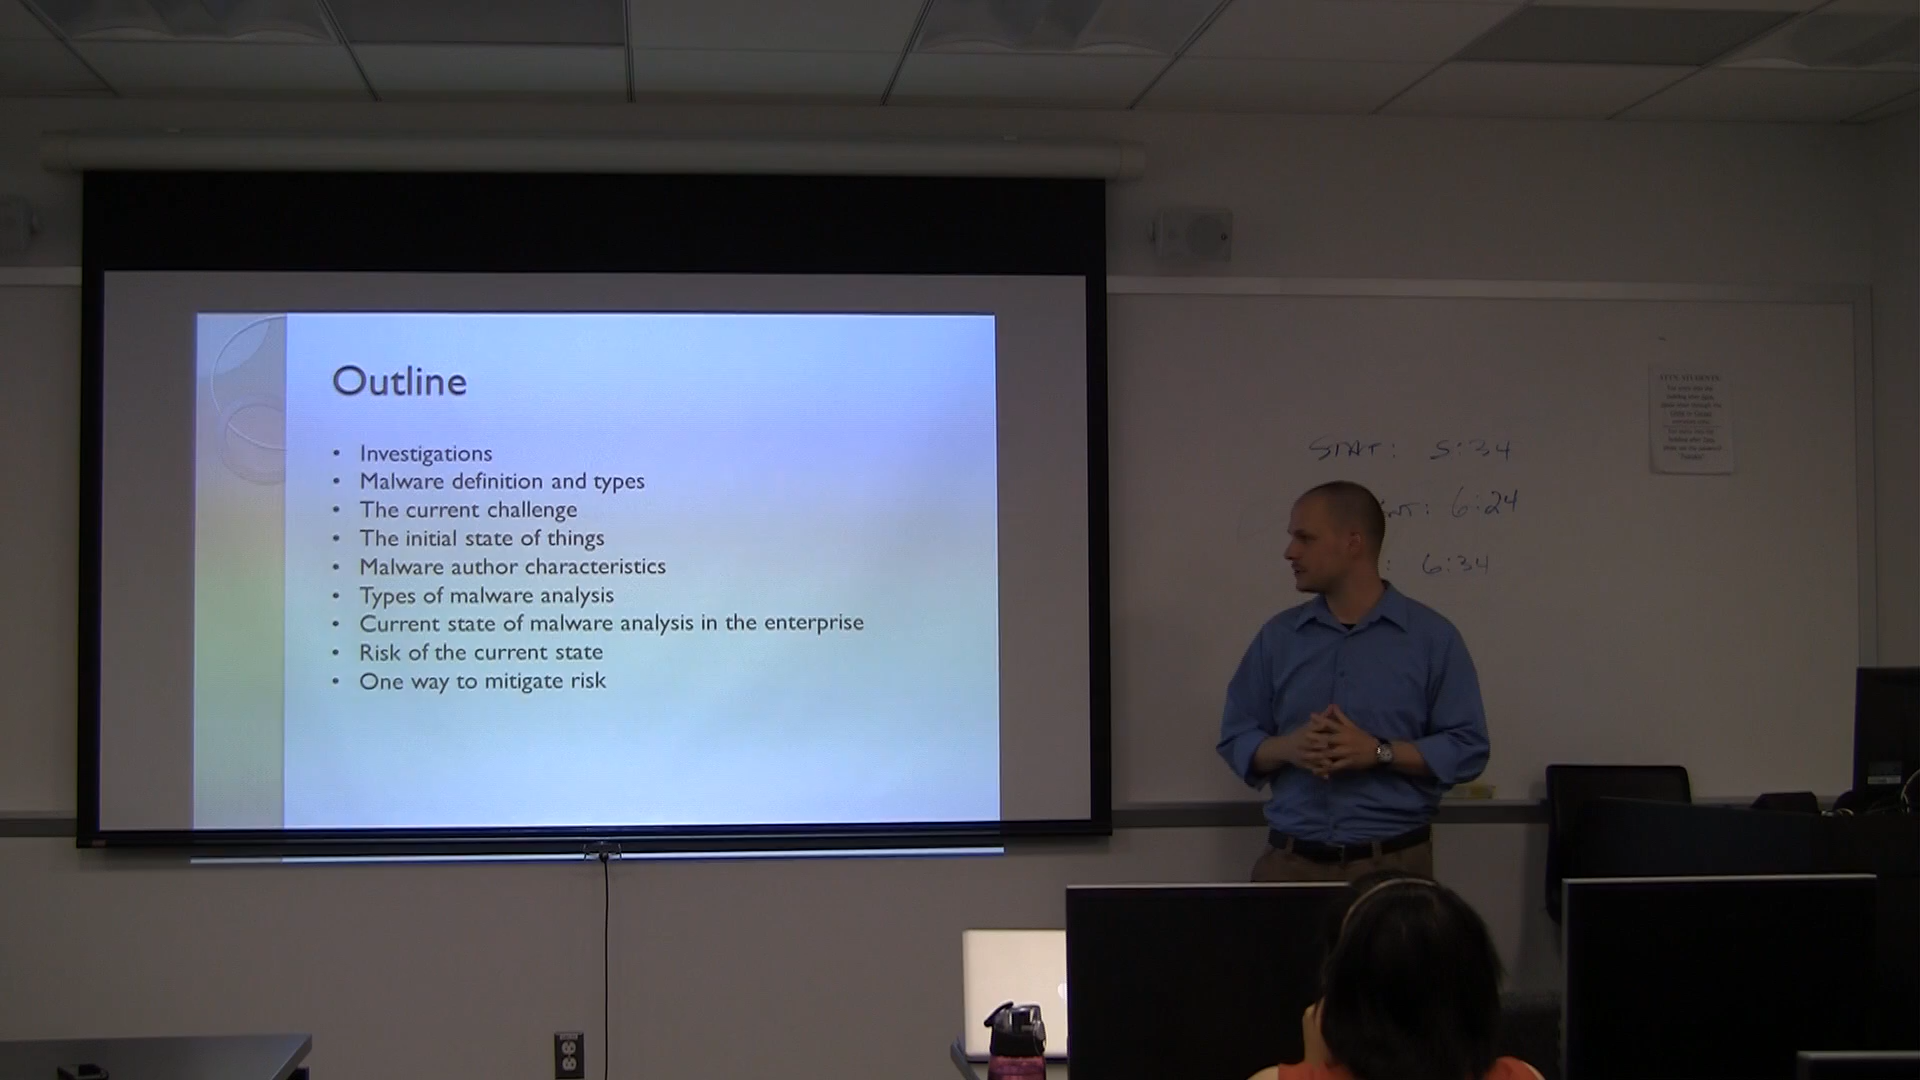 Outline
• Investigations
• Malware definition and types
• The current challenge
• The initial state of things
• Malware author characteristics
• Types of malware analysis
• Current state of malware analysis in the enterprise
• Risk of the current state
• One way to mitigate risk
START: 5:34
: 6:24
: 6:34